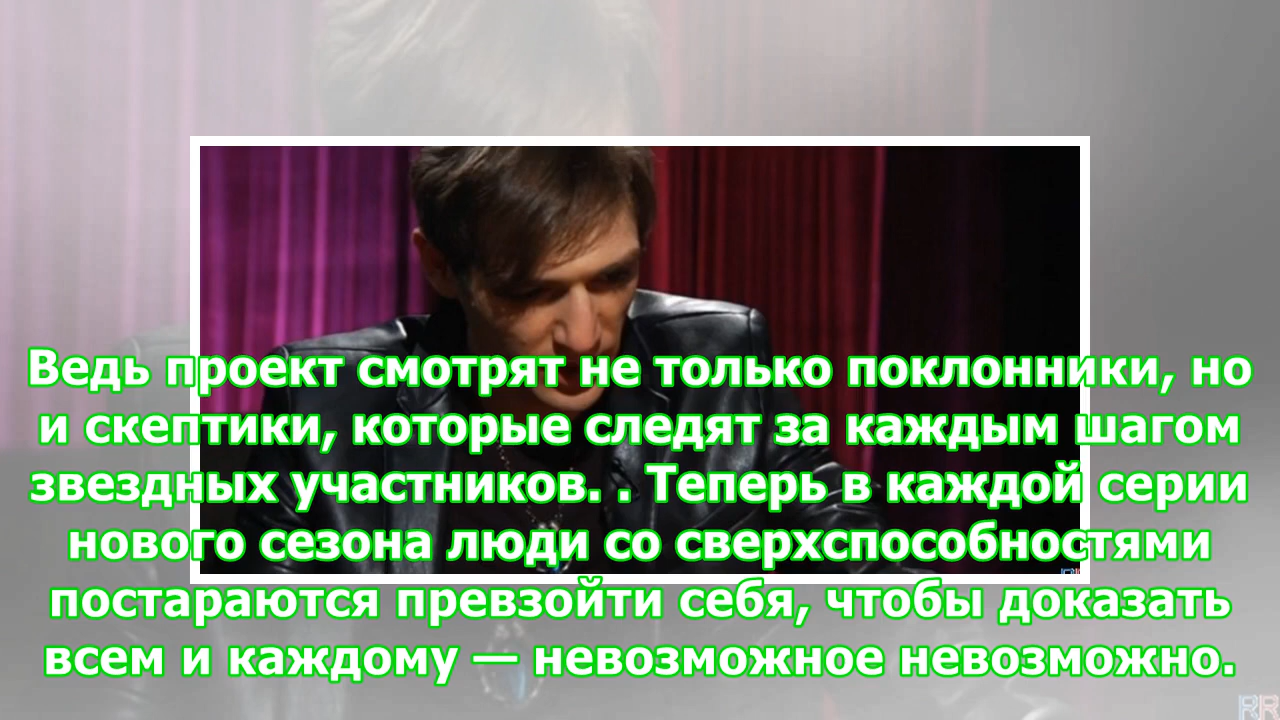 Ведь проект смотрят не только поклонники, но
и скептики, которые следят за каждым шагом
звездных участников. . Теперь в каждой серии
нового сезона люди со сверхспособностями
постараются превзойти себя, чтобы доказать
всем и каждому — невозможное невозможно.
RR